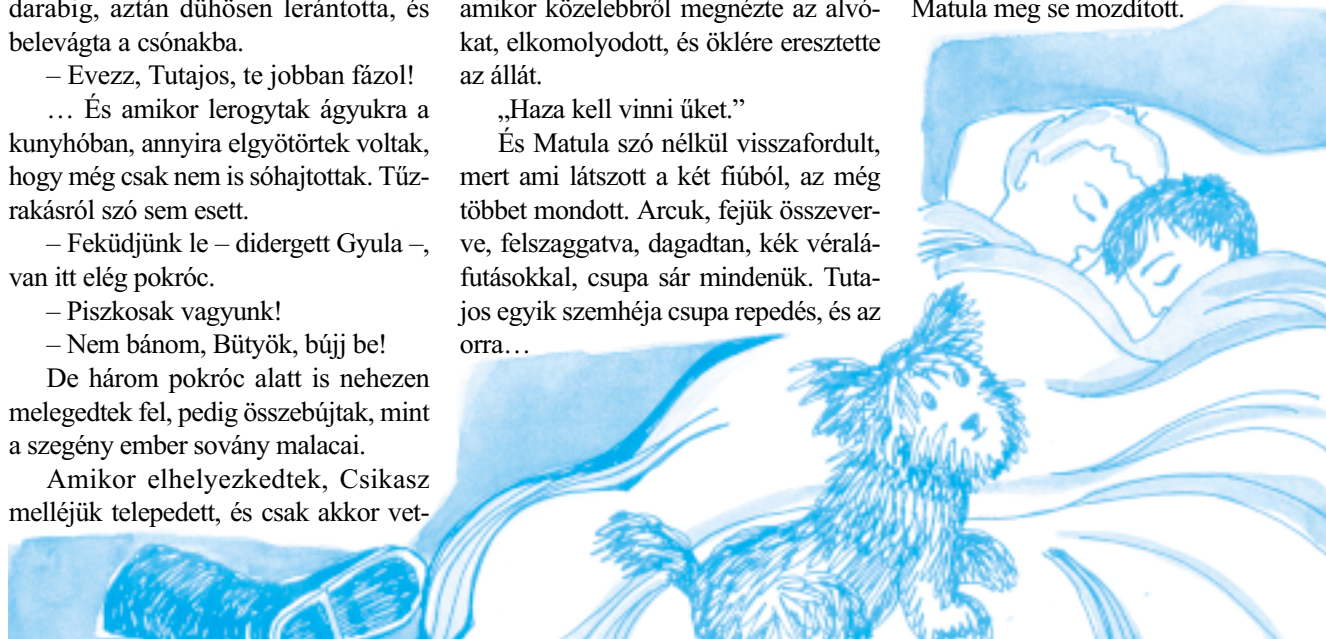 darabig, aztán dühösen lerántotta, és
belevágta a csónakba.
– Evezz, Tutajos, te jobban fázol!
… És amikor lerogytak ágyukra a
kunyhóban, annyira elgyötörtek voltak,
hogy még csak nem is sóhajtottak. Tűz-
rakásról szó sem esett.
– Feküdjünk le – didergett Gyula –,
van itt elég pokróc.
– Piszkosak vagyunk!
– Nem bánom, Bütyök, bújj be!
De három pokróc alatt is nehezen
melegedtek fel, pedig összebújtak, mint
a szegény ember sovány malacai.
Amikor elhelyezkedtek, Csikasz
melléjük telepedett, és csak akkor vet-
amikor közelebbről megnézte az alvó-
kat, elkomolyodott, és öklére eresztette
az állát.
„Haza kell vinni űket.”
És Matula szó nélkül visszafordult,
mert ami látszott a két fiúból, az még
többet mondott. Arcuk, fejük összever-
ve, felszaggatva, dagadtan, kék véralá-
futásokkal, csupa sár mindenük. Tuta-
jos egyik szemhéja csupa repedés, és az
orra…
Matula meg se mozdított.